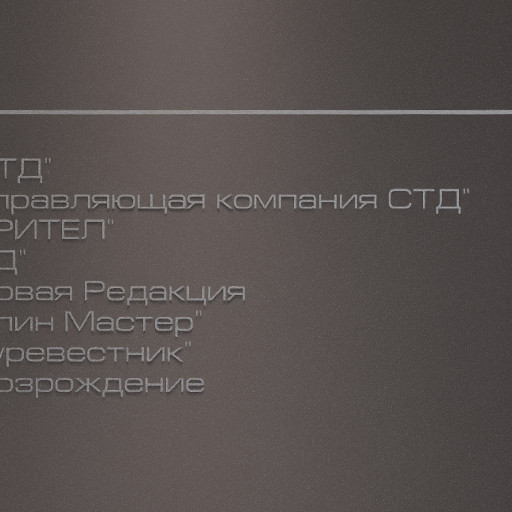 ТД"
правляющая компания СТД"
РИТЕЛ"
Д"
овая Редакция
лин Мастер"
уревестник"
озрождение